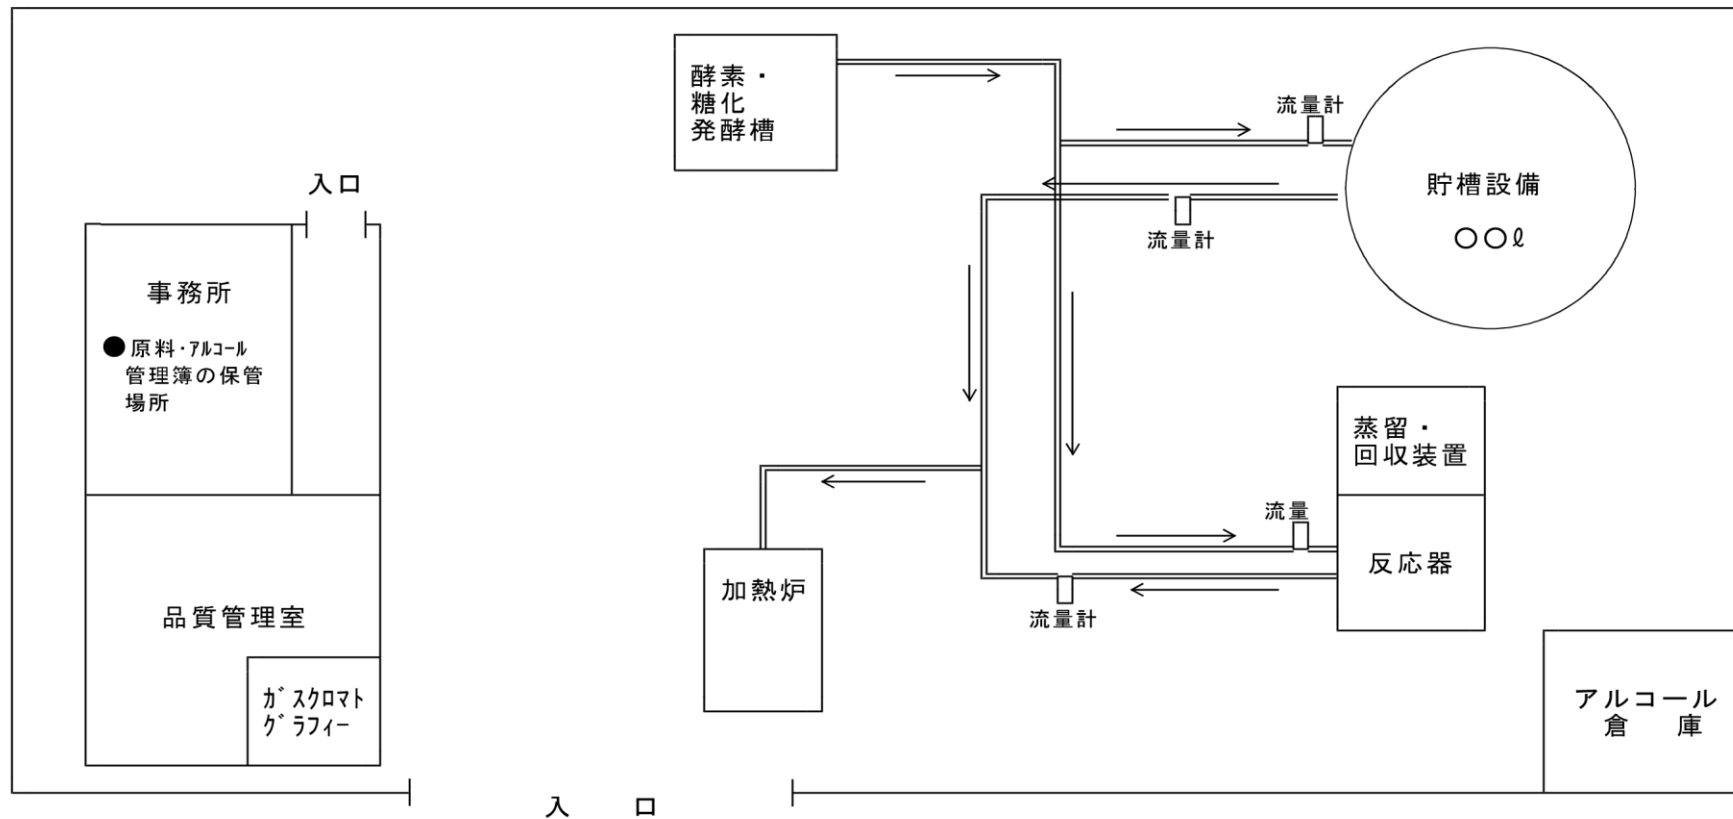 酵素・
糖化
発酵槽
流量計
貯槽設備
○○ℓ
流量計
入口
事務所
●原料・ｱﾙｺｰﾙ
管理簿の保管
場所
蒸留・
回収装置
流量
反応器
流量計
加熱炉
品質管理室
ｶﾞｽｸﾛﾏﾄ
ｸﾞﾗﾌｨｰ
アルコール
倉　庫
入　口